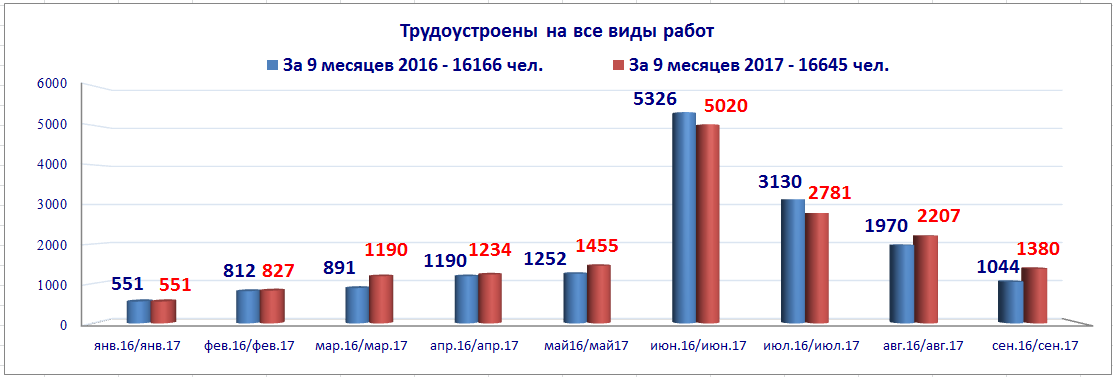 Трудоустроены на все виды работ
За 9 месяцев 2016 - 16166 чел.
За 9 месяцев 2017 - 16645 чел.
6000
5000
4000
3000
2000
1000
0
551
551
812
827
891
1190
1190
1234
1252
1455
5326
5020
3130
2781
1970
2207
1044
1380
янв.16/янв.17
фев.16/фев.17
мар.16/мар.17
апр.16/апр.17
май16/май17
июн.16/июн.17
июл.16/июл.17
авг.16/авг.17
сен.16/сен.17